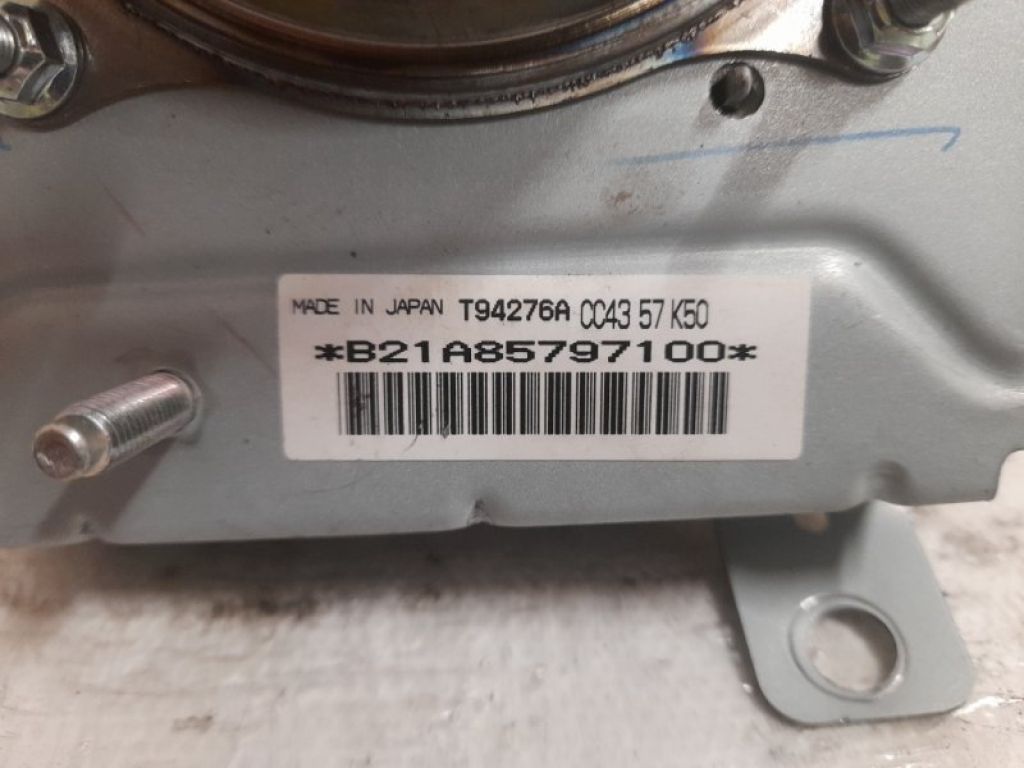 MADE IN JAPAN T94276A CC43 57 K50
*B21A85797100*